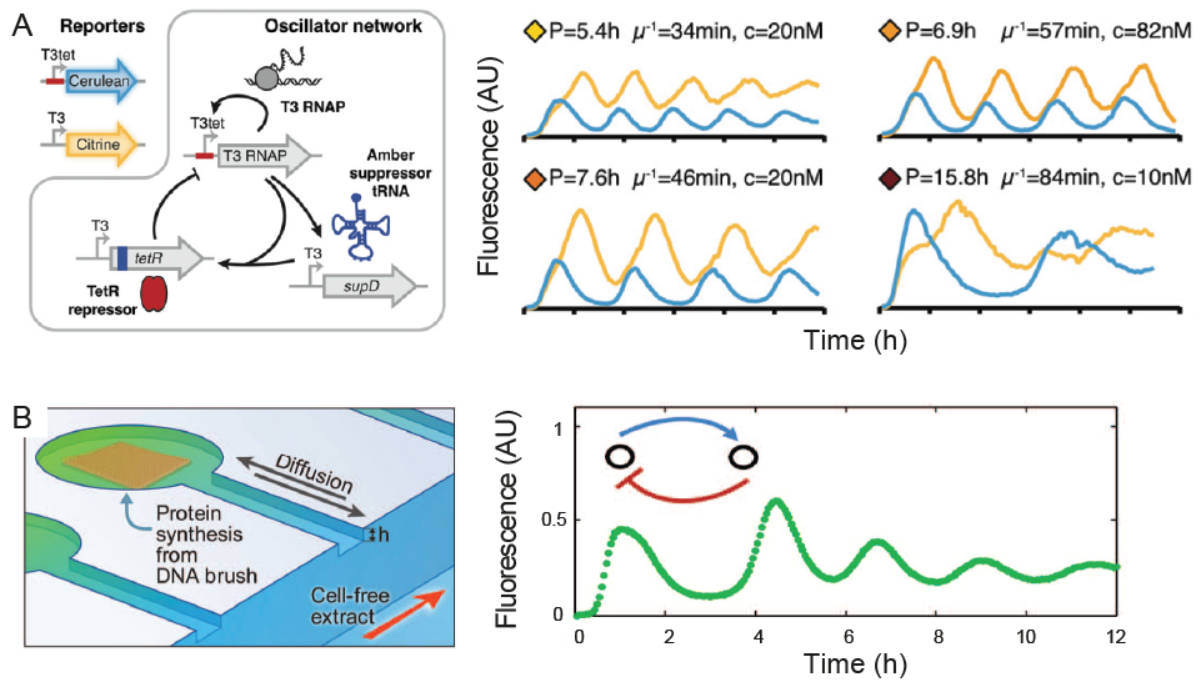 A
Reporters
T3tet
Cerulean
T3
Citrine
Oscillator network
T3 RNAP
T3tet
T3 RNAP
Amber
suppressor
tRNA
T3
tetR
TetR
repressor
T3
supD
Fluorescence (AU)
P=5.4h μ⁻¹=34min, c=20nM
P=6.9h μ⁻¹=57min, c=82nM
P=7.6h μ⁻¹=46min, c=20nM
P=15.8h μ⁻¹=84min, c=10nM
Time (h)
B
Diffusion
h
Protein
synthesis
from
DNA brush
Cell-free
extract
Fluorescence (AU)
1
0.5
0
0 2 4 6 8 10 12
Time (h)